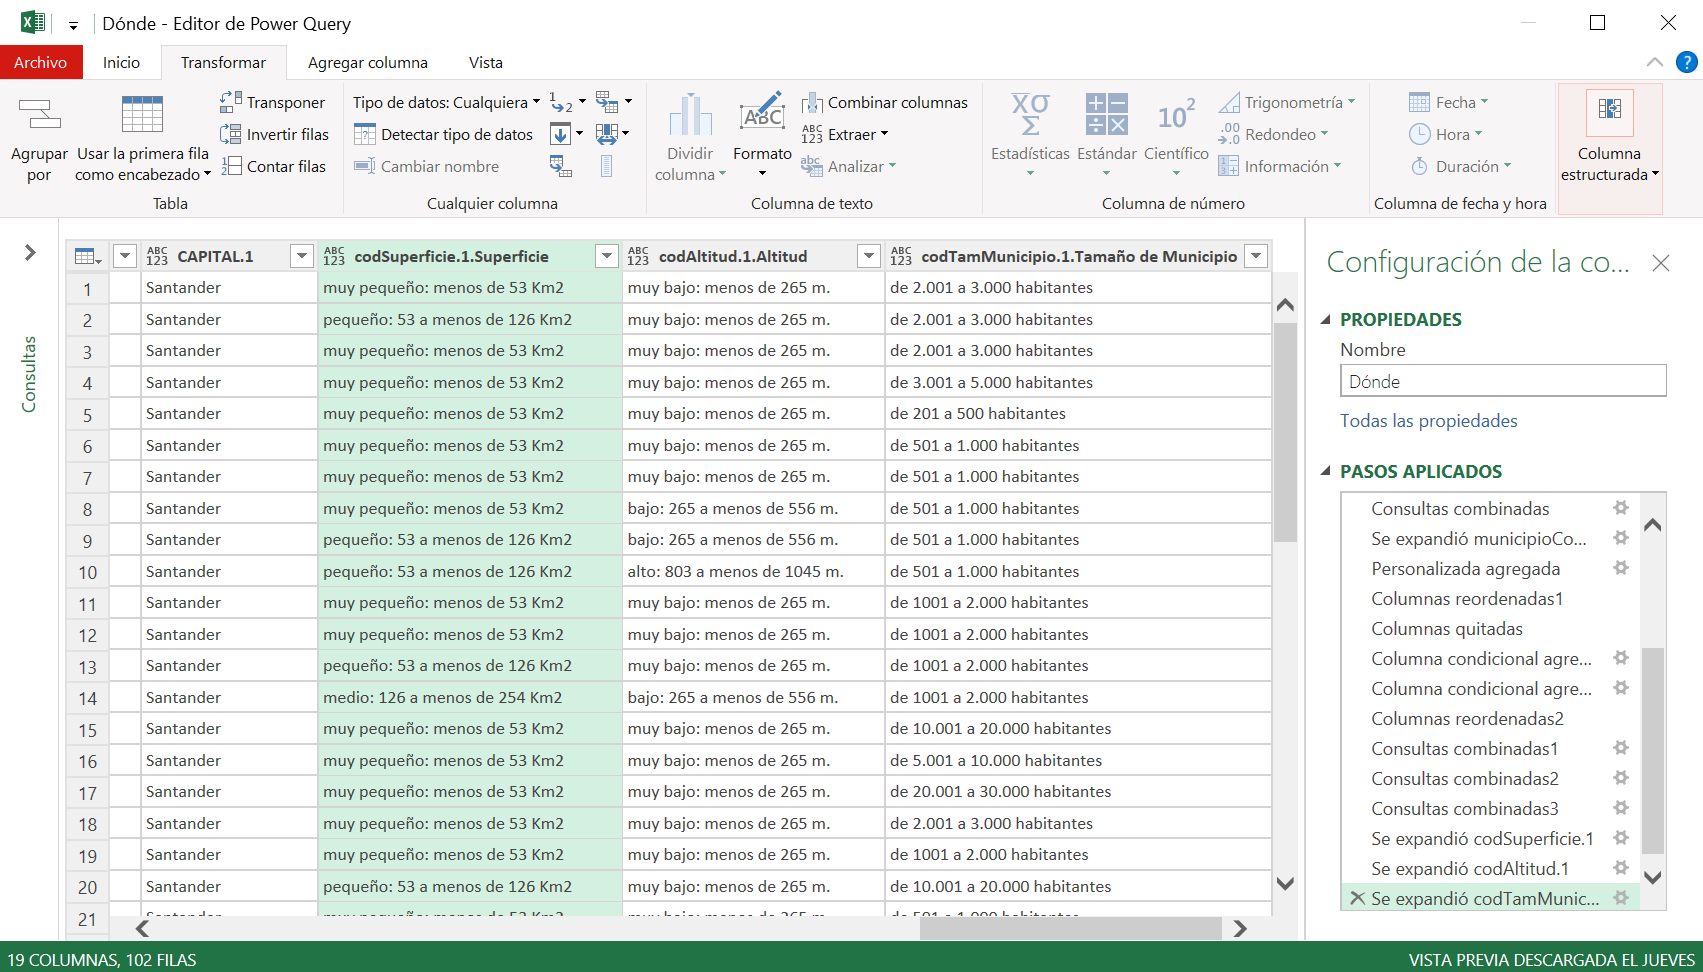 Dónde - Editor de Power Query
Archivo Inicio Transformar Agregar columna Vista
Agrupar por
Usar la primera fila como encabezado
Transponer
Invertir filas
Contar filas
Tabla
Tipo de datos: Cualquiera
Detectar tipo de datos
Cambiar nombre
Cualquier columna
Dividir columna
Formato
Combinar columnas
Extraer
Analizar
Columna de texto
Estadísticas
Estándar
Científico
Trigonometría
Redondeo
Información
Columna de número
Fecha
Hora
Duración
Columna de fecha y hora
Columna estructurada
Consultas
ABC 123 CAPITAL.1 ABC 123 codSuperficie.1.Superficie ABC 123 codAltitud.1.Altitud ABC 123 codTamMunicipio.1.Tamaño de Municipio
1 Santander muy pequeño: menos de 53 Km2 muy bajo: menos de 265 m. de 2.001 a 3.000 habitantes
2 Santander pequeño: 53 a menos de 126 Km2 muy bajo: menos de 265 m. de 2.001 a 3.000 habitantes
3 Santander muy pequeño: menos de 53 Km2 muy bajo: menos de 265 m. de 2.001 a 3.000 habitantes
4 Santander muy pequeño: menos de 53 Km2 muy bajo: menos de 265 m. de 3.001 a 5.000 habitantes
5 Santander muy pequeño: menos de 53 Km2 muy bajo: menos de 265 m. de 201 a 500 habitantes
6 Santander muy pequeño: menos de 53 Km2 muy bajo: menos de 265 m. de 501 a 1.000 habitantes
7 Santander muy pequeño: menos de 53 Km2 muy bajo: menos de 265 m. de 501 a 1.000 habitantes
8 Santander muy pequeño: menos de 53 Km2 bajo: 265 a menos de 556 m. de 501 a 1.000 habitantes
9 Santander pequeño: 53 a menos de 126 Km2 bajo: 265 a menos de 556 m. de 501 a 1.000 habitantes
10 Santander pequeño: 53 a menos de 126 Km2 alto: 803 a menos de 1045 m. de 501 a 1.000 habitantes
11 Santander muy pequeño: menos de 53 Km2 muy bajo: menos de 265 m. de 1001 a 2.000 habitantes
12 Santander muy pequeño: menos de 53 Km2 muy bajo: menos de 265 m. de 1001 a 2.000 habitantes
13 Santander pequeño: 53 a menos de 126 Km2 muy bajo: menos de 265 m. de 1001 a 2.000 habitantes
14 Santander medio: 126 a menos de 254 Km2 bajo: 265 a menos de 556 m. de 1001 a 2.000 habitantes
15 Santander muy pequeño: menos de 53 Km2 muy bajo: menos de 265 m. de 10.001 a 20.000 habitantes
16 Santander muy pequeño: menos de 53 Km2 muy bajo: menos de 265 m. de 5.001 a 10.000 habitantes
17 Santander muy pequeño: menos de 53 Km2 muy bajo: menos de 265 m. de 20.001 a 30.000 habitantes
18 Santander muy pequeño: menos de 53 Km2 muy bajo: menos de 265 m. de 2.001 a 3.000 habitantes
19 Santander muy pequeño: menos de 53 Km2 muy bajo: menos de 265 m. de 1001 a 2.000 habitantes
20 Santander pequeño: 53 a menos de 126 Km2 muy bajo: menos de 265 m. de 10.001 a 20.000 habitantes
21
Configuración de la co...
PROPIEDADES
Nombre
Dónde
Todas las propiedades
PASOS APLICADOS
Consultas combinadas
Se expandió municipioCo...
Personalizada agregada
Columnas reordenadas1
Columnas quitadas
Columna condicional agre...
Columna condicional agre...
Columnas reordenadas2
Consultas combinadas1
Consultas combinadas2
Consultas combinadas3
Se expandió codSuperficie.1
Se expandió codAltitud.1
Se expandió codTamMunic...
19 COLUMNAS, 102 FILAS
VISTA PREVIA DESCARGADA EL JUEVES